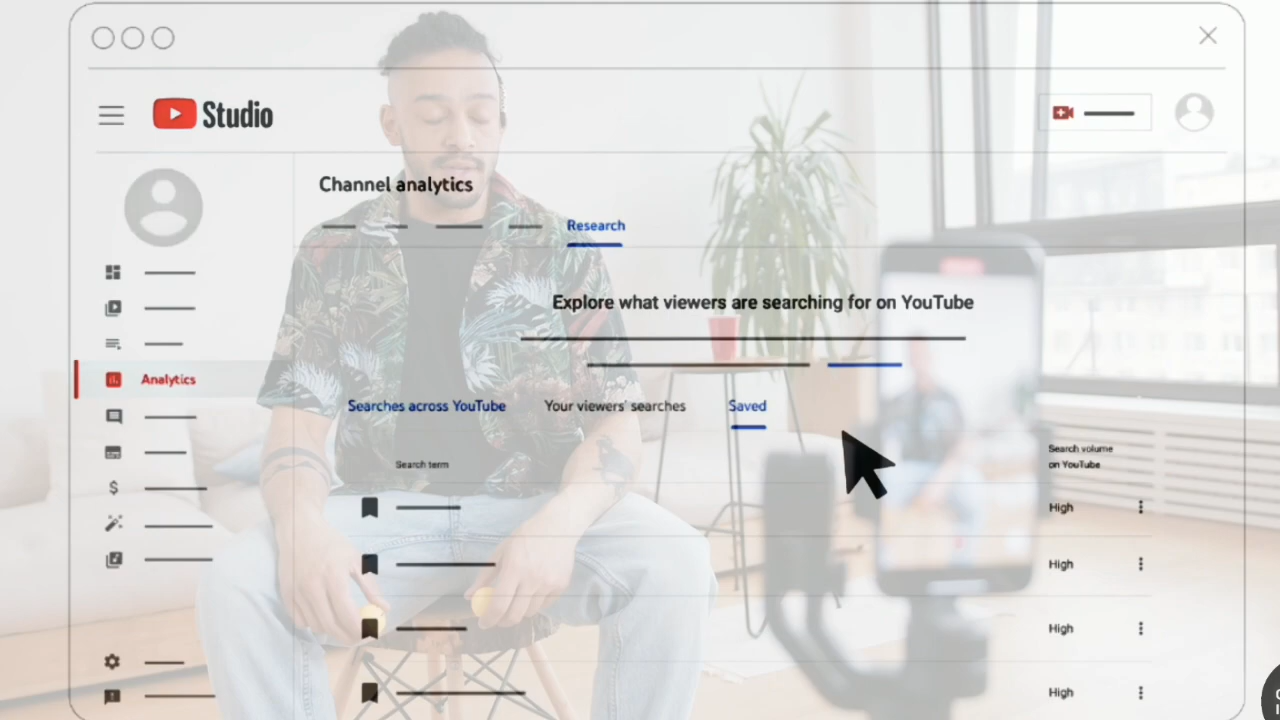 Studio
Channel analytics
Research
Explore what viewers are searching for on YouTube
Analytics
Searches across YouTube
Your viewers' searches
Saved
Search term
Search volume
on YouTube
High
High
High
High